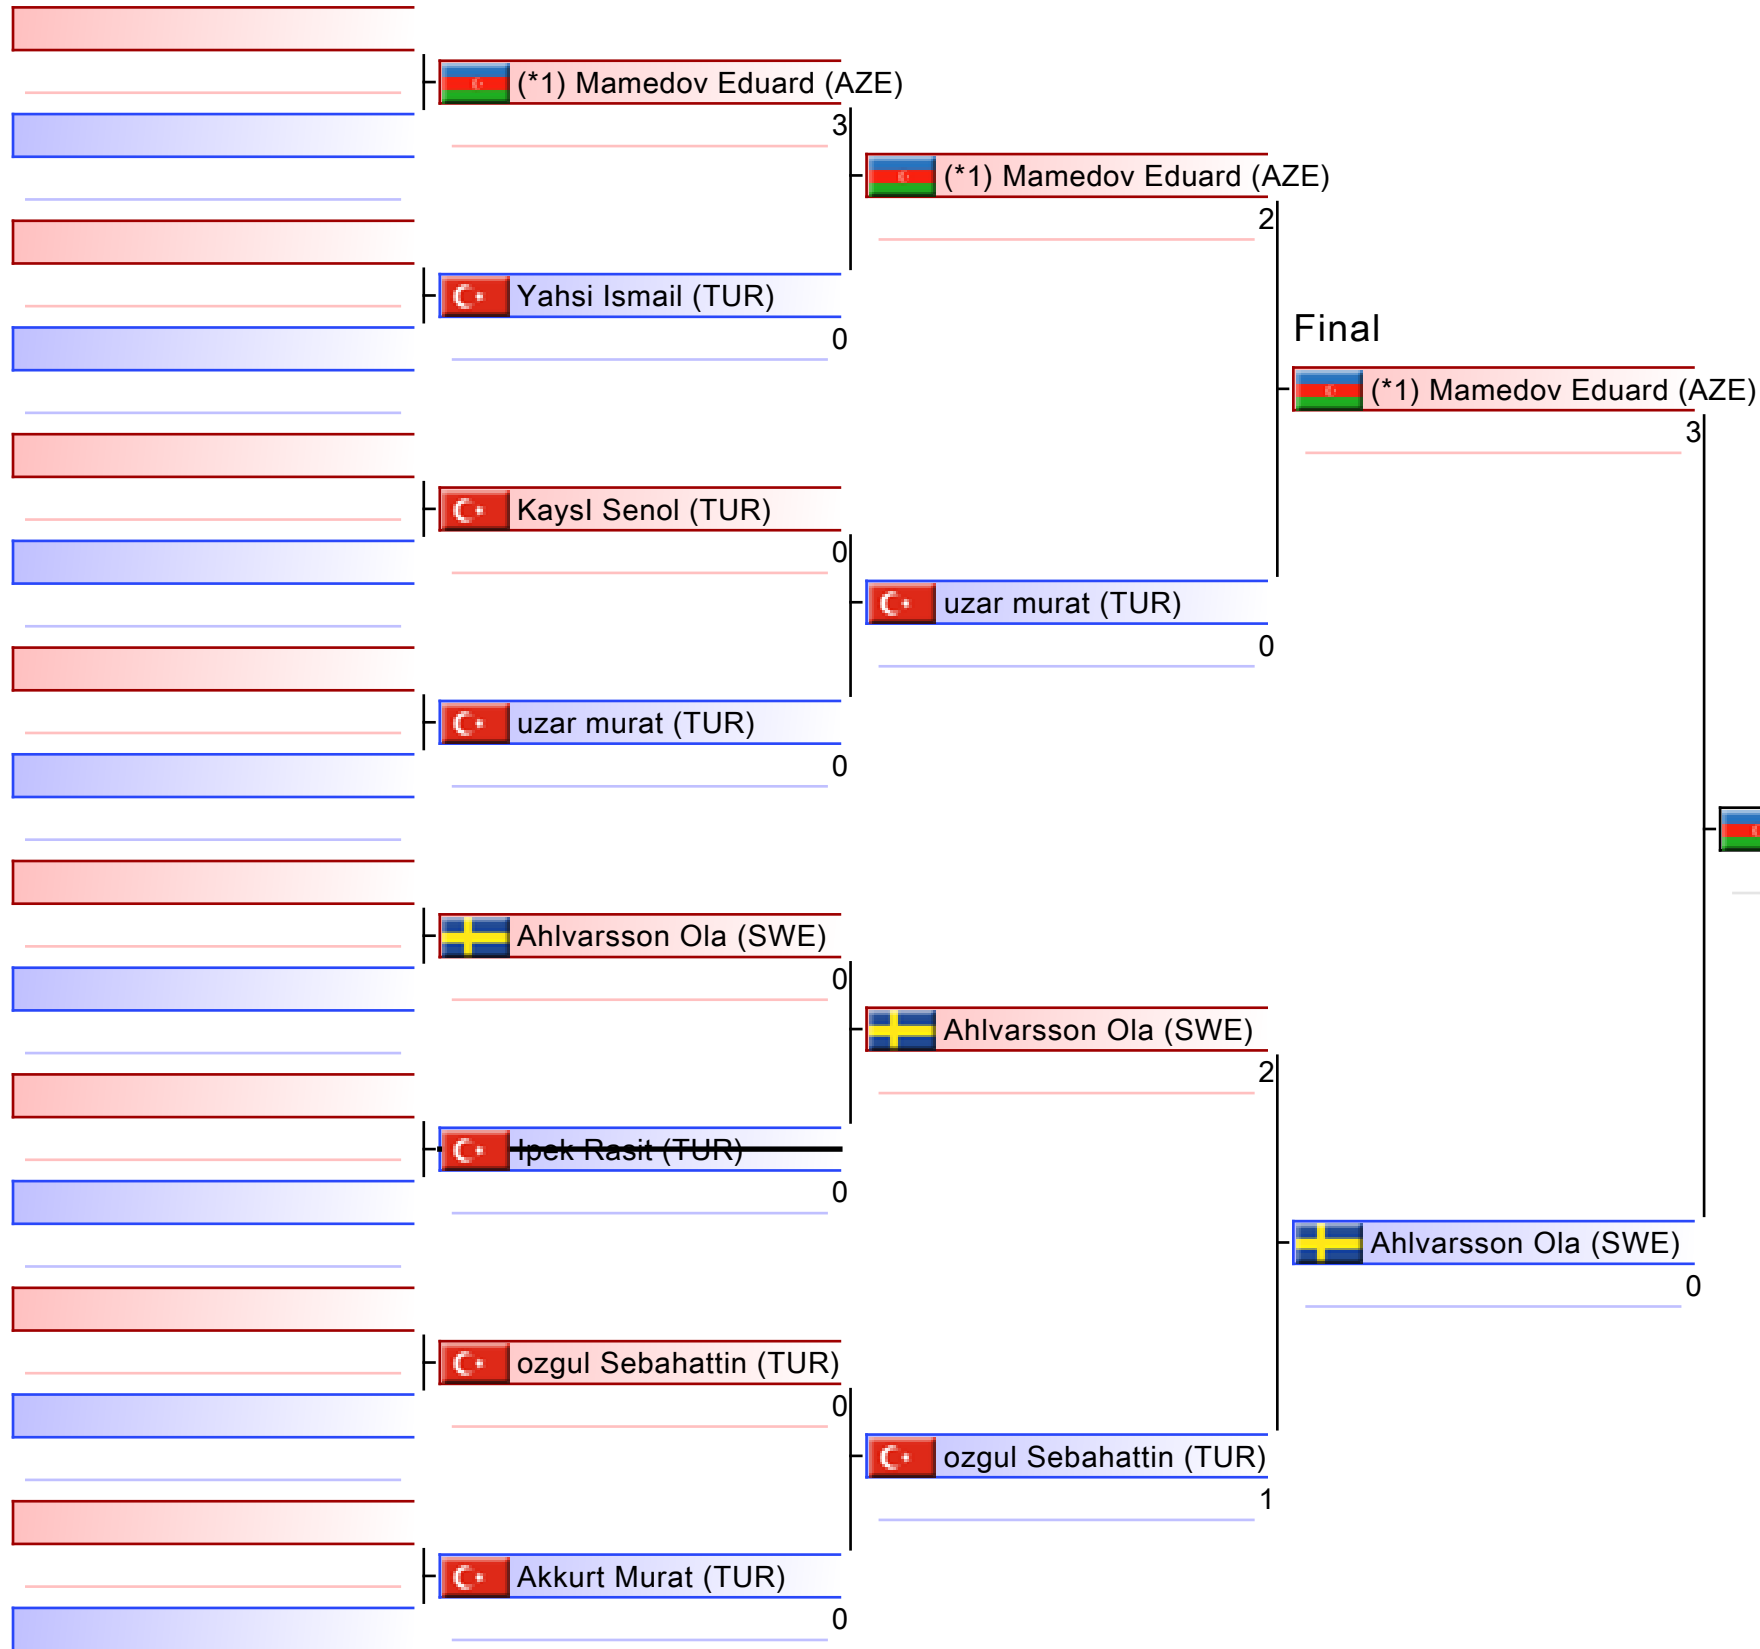 (*1) Mamedov Eduard (AZE)
3
Yahsi Ismail (TUR)
0
KaysI Senol (TUR)
0
uzar murat (TUR)
0
Ahlvarsson Ola (SWE)
0
Ipek Rasit (TUR)
0
ozgul Sebahattin (TUR)
0
Akkurt Murat (TUR)
0
(*1) Mamedov Eduard (AZE)
2
uzar murat (TUR)
0
Ahlvarsson Ola (SWE)
2
ozgul Sebahattin (TUR)
1
Final
(*1) Mamedov Eduard (AZE)
3
Ahlvarsson Ola (SWE)
0